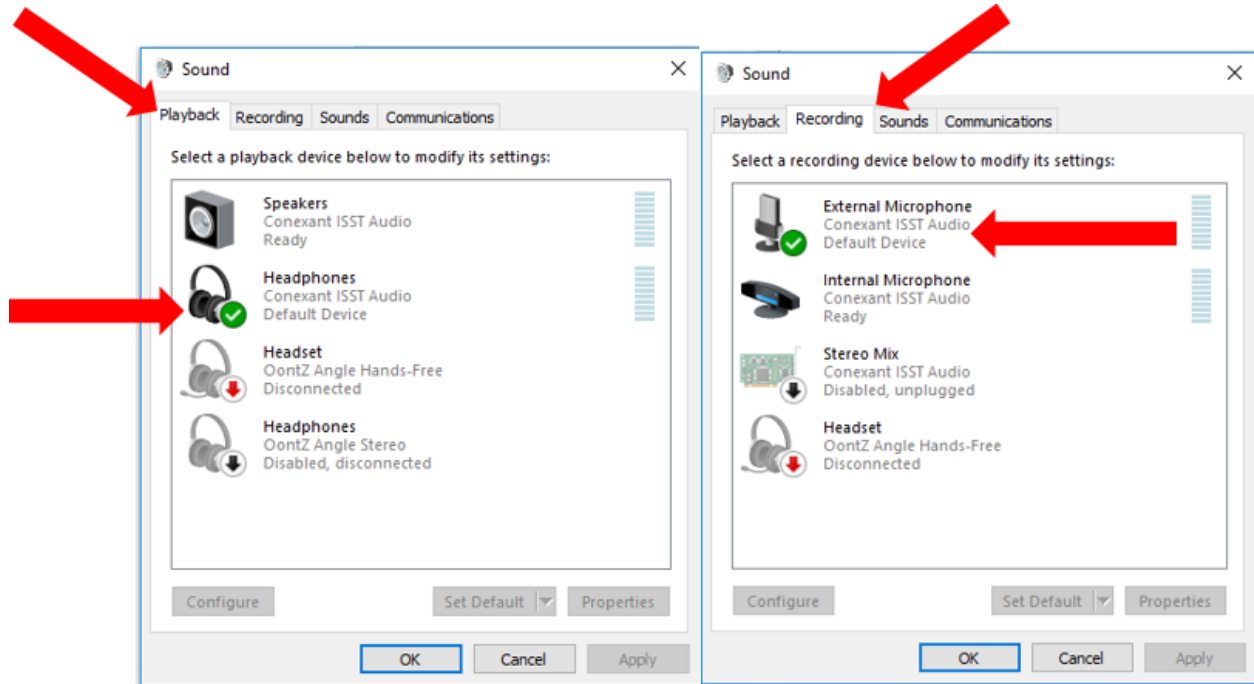 Sound
Playback Recording Sounds Communications
Select a playback device below to modify its settings:
Speakers
Conexant ISST Audio
Ready
Headphones
Conexant ISST Audio
Default Device
Headset
OontZ Angle Hands-Free
Disconnected
Headphones
OontZ Angle Stereo
Disabled, disconnected
Configure Set Default Properties
OK Cancel Apply
Sound
Playback Recording Sounds Communications
Select a recording device below to modify its settings:
External Microphone
Conexant ISST Audio
Default Device
Internal Microphone
Conexant ISST Audio
Ready
Stereo Mix
Conexant ISST Audio
Disabled, unplugged
Headset
OontZ Angle Hands-Free
Disconnected
Configure Set Default Properties
OK Cancel Apply